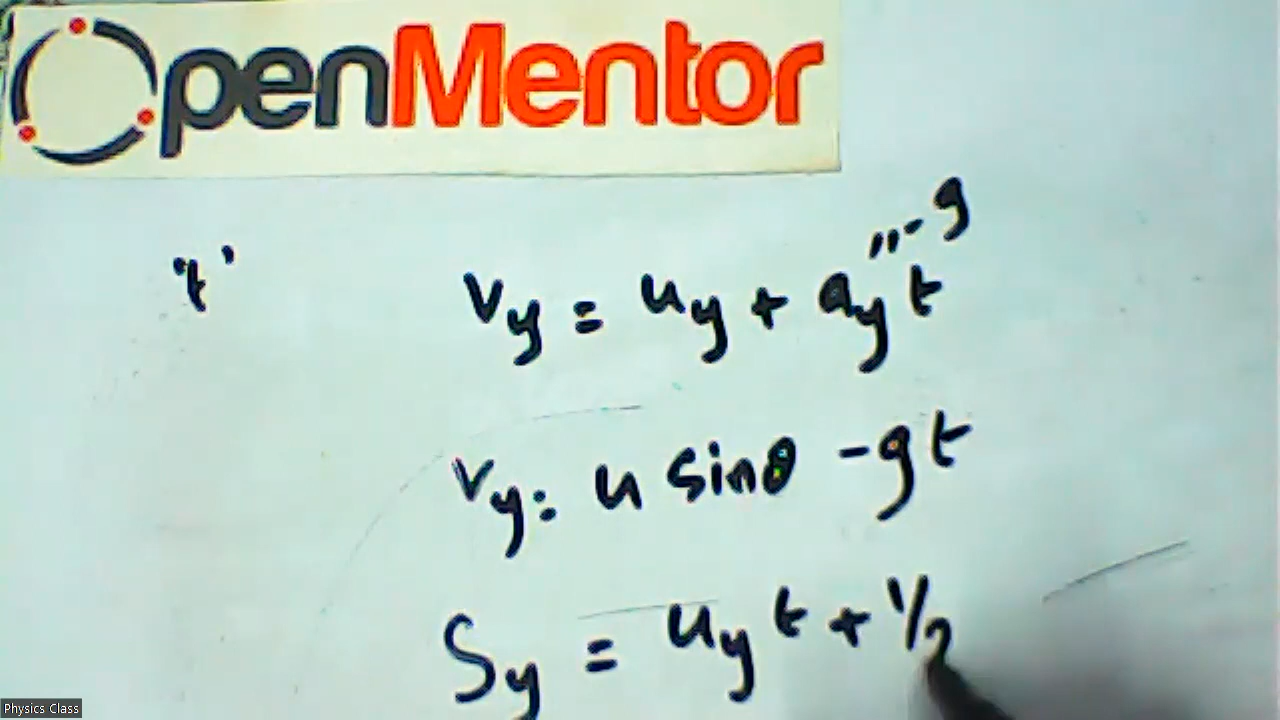 OpenMentor
"-g
't'
vy = uy + ayt
vy = u sinθ -gt
Sy = uyt + 1/2
Physics Class